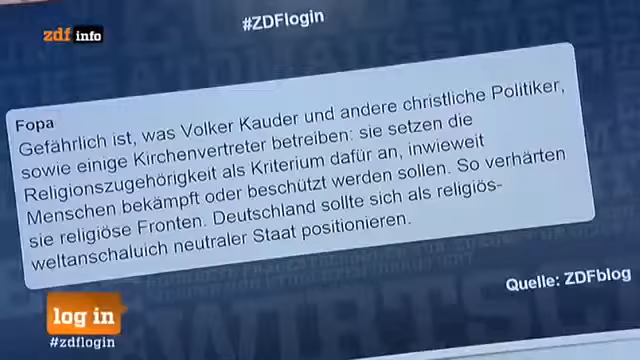 #ZDFlogin
zdf info
Fopa
Gefährlich ist, was Volker Kauder und andere christliche Politiker,
sowie einige Kirchenvertreter betreiben: sie setzen die
Religionszugehörigkeit als Kriterium dafür an, inwieweit
Menschen bekämpft oder beschützt werden sollen. So verhärten
sie religiöse Fronten. Deutschland sollte sich als religiös-
weltanschaluich neutraler Staat positionieren.
Quelle: ZDFblog
log in
#zdflogin